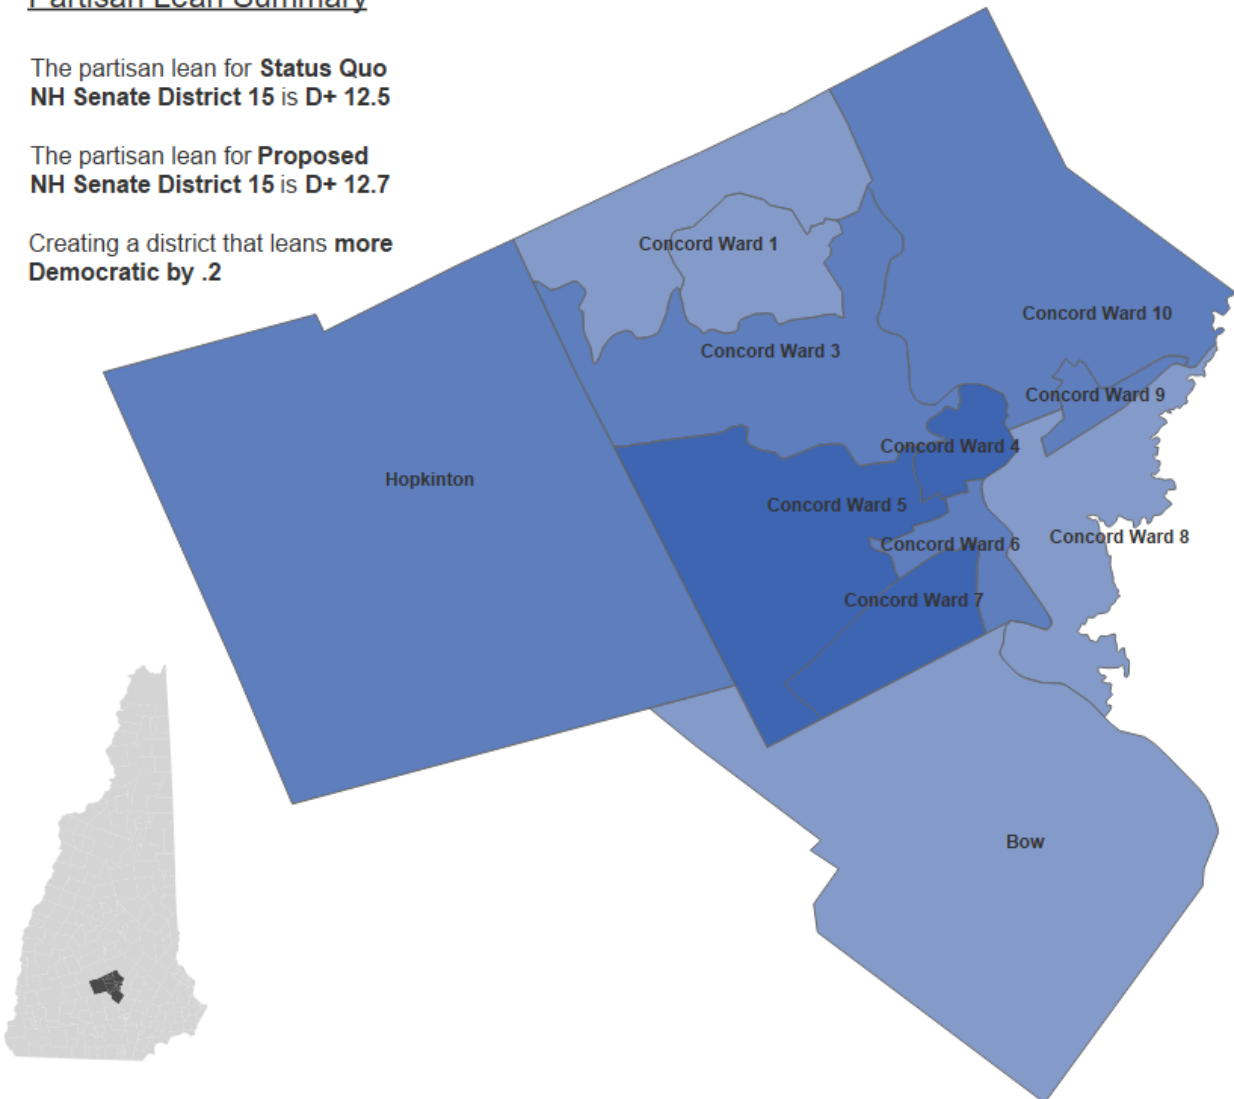 Partisan Lean Summary
The partisan lean for Status Quo
NH Senate District 15 is D+ 12.5
The partisan lean for Proposed
NH Senate District 15 is D+ 12.7
Creating a district that leans more
Democratic by .2
Concord Ward 1
Concord Ward 10
Concord Ward 3
Concord Ward 9
Concord Ward 4
Hopkinton
Concord Ward 5
Concord Ward 8
Concord Ward 6
Concord Ward 7
Bow